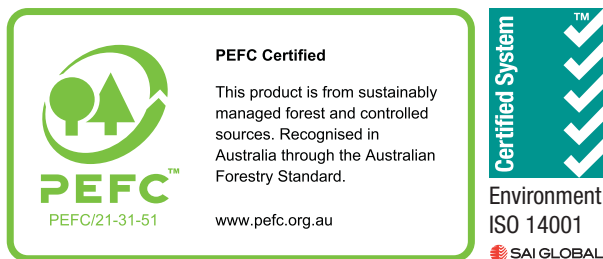 PEFC™
PEFC/21-31-51
PEFC Certified
This product is from sustainably
managed forest and controlled
sources. Recognised in
Australia through the Australian
Forestry Standard.
www.pefc.org.au
Certified System
TM
Environment
ISO 14001
SAI GLOBAL